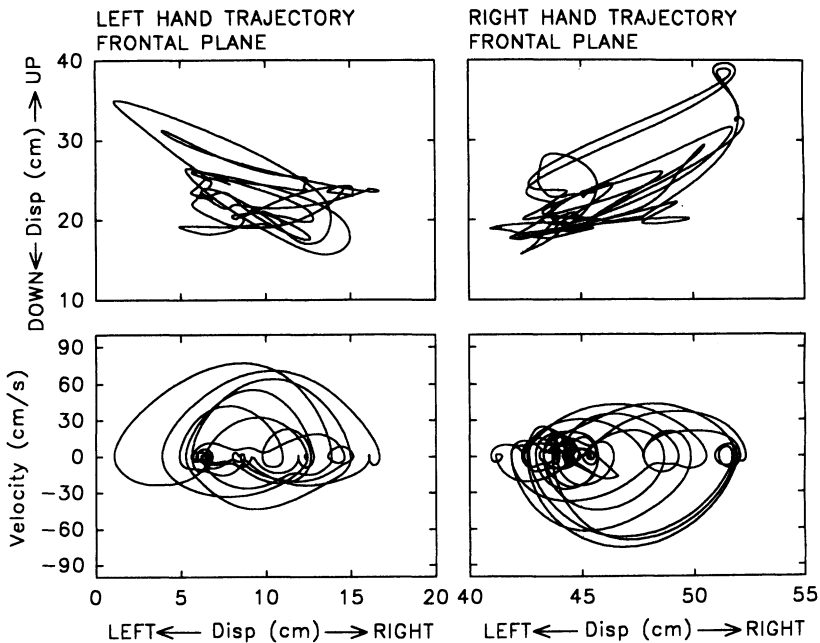 LEFT HAND TRAJECTORY
FRONTAL PLANE
RIGHT HAND TRAJECTORY
FRONTAL PLANE
DOWN← Disp (cm) →UP
40
30
20
10
Velocity (cm/s)
90
60
30
0
−30
−60
−90
0 5 10 15 20
40 45 50 55
LEFT← Disp (cm) →RIGHT
LEFT← Disp (cm) →RIGHT